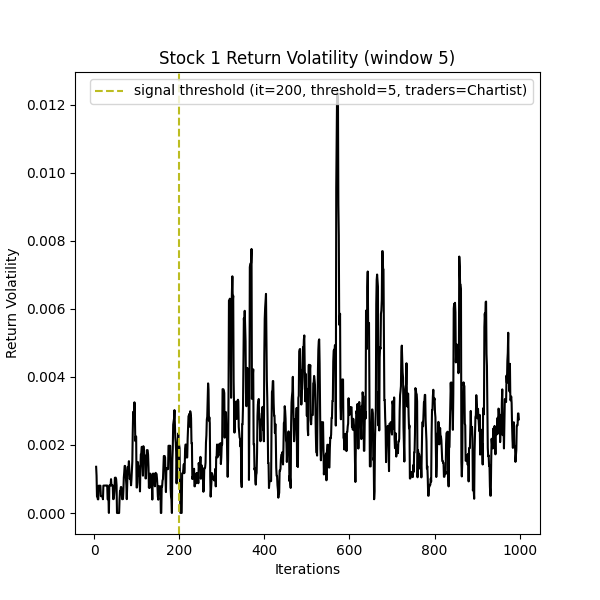 Stock 1 Return Volatility (window 5)
signal threshold (it=200, threshold=5, traders=Chartist)
0.012
0.010
0.008
0.006
0.004
0.002
0.000
Return Volatility
0 200 400 600 800 1000
Iterations